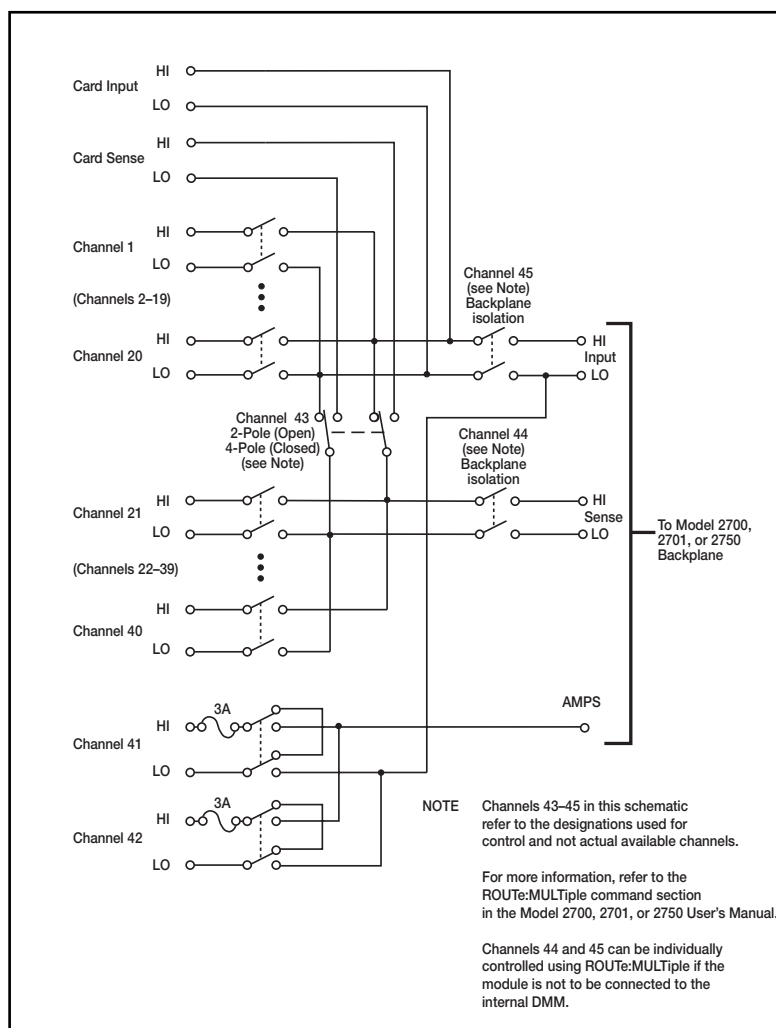 HI
Card Input
LO
HI
Card Sense
LO
HI
Channel 1
LO
(Channels 2–19)
HI
Channel 20
LO
Channel 45
(see Note)
Backplane
isolation
HI
Input
LO
Channel 43
2-Pole (Open)
4-Pole (Closed)
(see Note)
Channel 44
(see Note)
Backplane
isolation
HI
Channel 21
LO
HI
Sense
LO
(Channels 22–39)
To Model 2700,
2701, or 2750
Backplane
HI
Channel 40
LO
AMPS
3A
HI
Channel 41
LO
3A
HI
Channel 42
LO
NOTE Channels 43–45 in this schematic
refer to the designations used for
control and not actual available channels.
For more information, refer to the
ROUTe:MULTiple command section
in the Model 2700, 2701, or 2750 User's Manual.
Channels 44 and 45 can be individually
controlled using ROUTe:MULTiple if the
module is not to be connected to the
internal DMM.